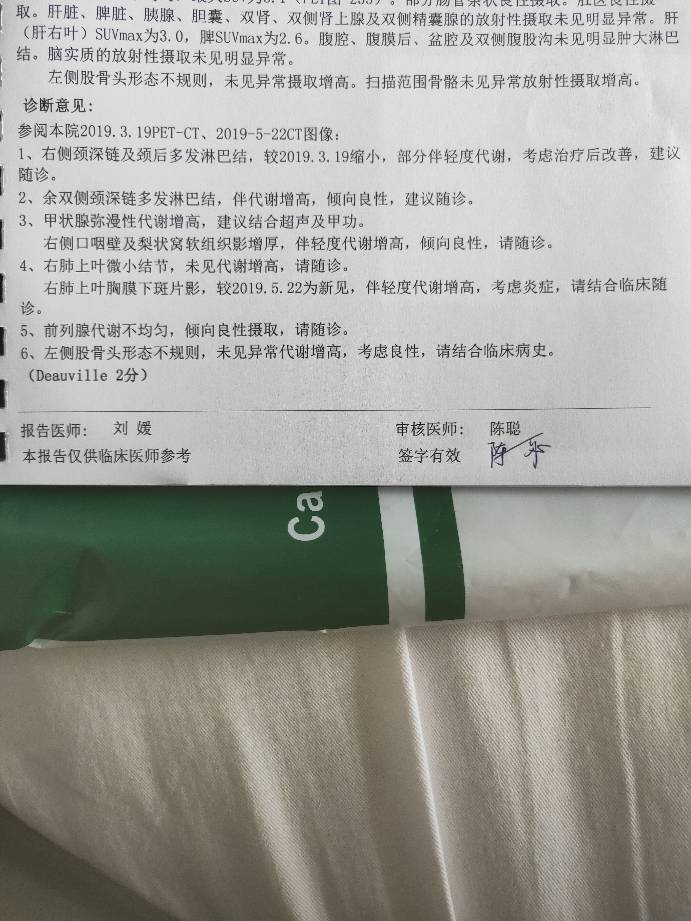 取。肝脏、脾脏、胰腺、胆囊、双肾、双侧肾上腺及双侧精囊腺的放射性摄取未见明显异常。肝
（肝右叶）SUVmax为3.0，脾SUVmax为2.6。腹腔、腹膜后、盆腔及双侧腹股沟未见明显肿大淋巴
结。脑实质的放射性摄取未见明显异常。
左侧股骨头形态不规则，未见异常摄取增高。扫描范围骨骼未见异常放射性摄取增高。
诊断意见：
参阅本院2019.3.19PET-CT、2019-5-22CT图像：
1、右侧颈深链及颈后多发淋巴结，较2019.3.19缩小，部分伴轻度代谢，考虑治疗后改善，建议
随诊。
2、余双侧颈深链多发淋巴结，伴代谢增高，倾向良性，建议随诊。
3、甲状腺弥漫性代谢增高，建议结合超声及甲功。
右侧口咽壁及梨状窝软组织影增厚，伴轻度代谢增高，倾向良性，请随诊。
4、右肺上叶微小结节，未见代谢增高，请随诊。
右肺上叶胸膜下斑片影，较2019.5.22为新见，伴轻度代谢增高，考虑炎症，请结合临床随
诊。
5、前列腺代谢不均匀，倾向良性摄取，请随诊。
6、左侧股骨头形态不规则，未见异常代谢增高，考虑良性，请结合临床病史。
（Deauville 2分）
报告医师： 刘 媛 审核医师： 陈聪
本报告仅供临床医师参考 签字有效
Ca